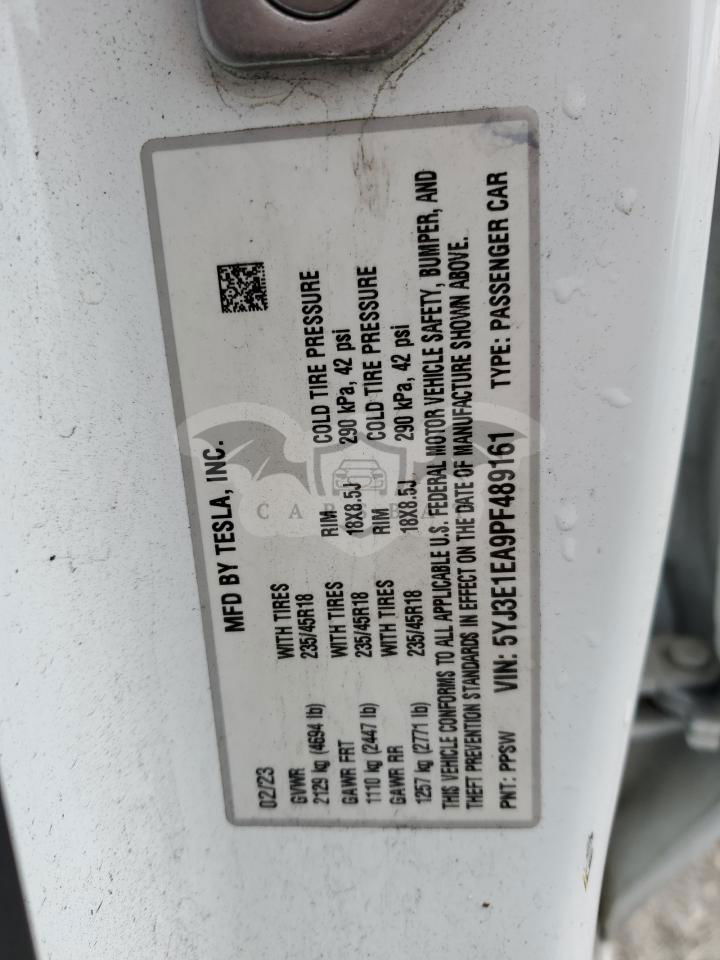 MFD BY TESLA, INC.
02/23
GVWR WITH TIRES RIM COLD TIRE PRESSURE
2129 kg (4694 lb) 235/45R18 18X8.5J 290 kPa, 42 psi
GAWR FRT WITH TIRES RIM COLD TIRE PRESSURE
1110 kg (2447 lb) 235/45R18 18X8.5J 290 kPa, 42 psi
GAWR RR WITH TIRES
1257 kg (2771 lb) 235/45R18
THIS VEHICLE CONFORMS TO ALL APPLICABLE U.S. FEDERAL MOTOR VEHICLE SAFETY, BUMPER, AND
THEFT PREVENTION STANDARDS IN EFFECT ON THE DATE OF MANUFACTURE SHOWN ABOVE.
PNT: PPSW VIN: 5YJ3E1EA9PF489161 TYPE: PASSENGER CAR